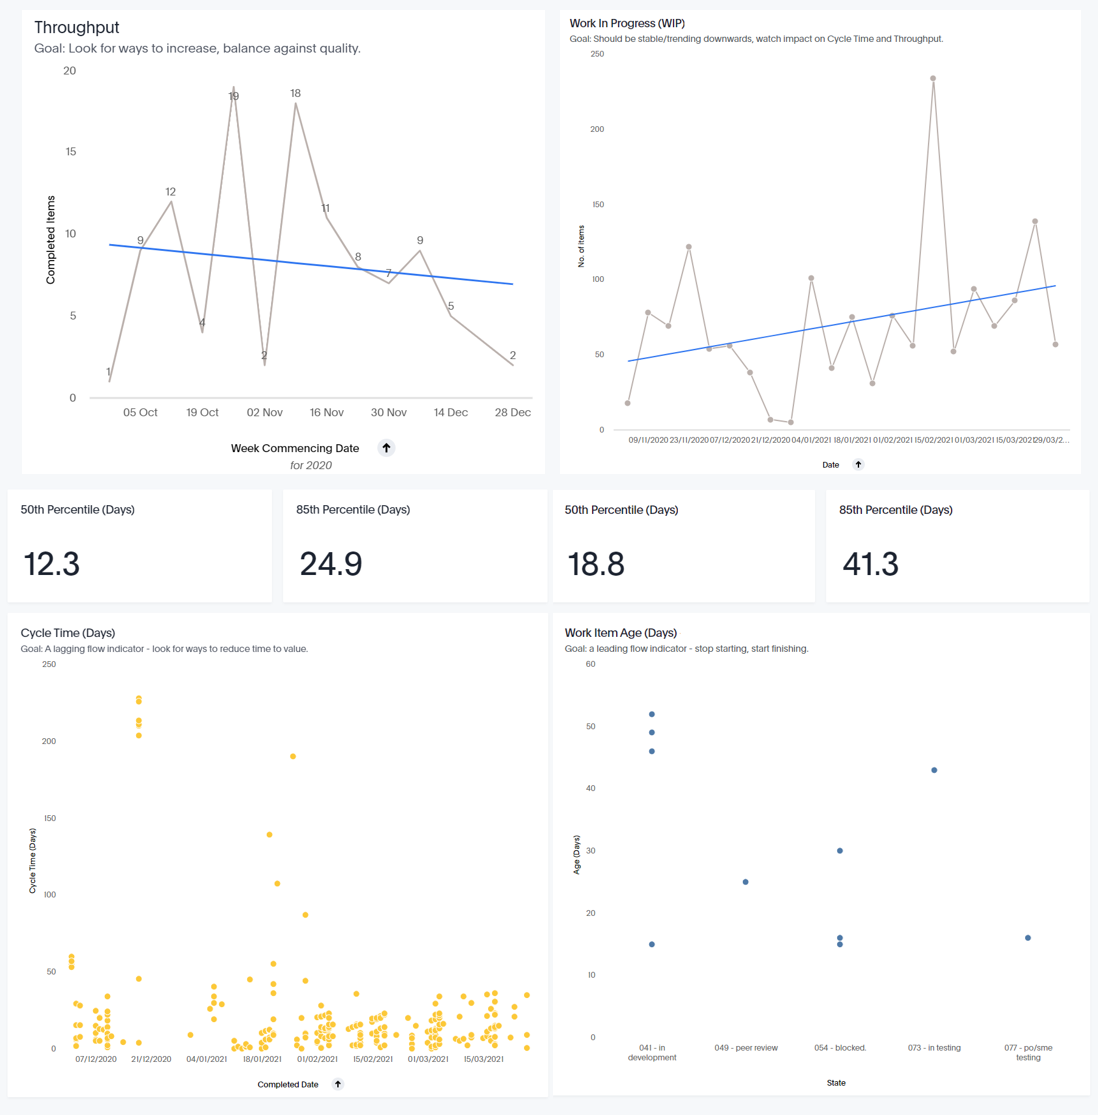 Throughput
Goal: Look for ways to increase, balance against quality.
20
15
10
5
0
Completed Items
1
9
12
4
19
2
18
11
8
7
9
5
2
05 Oct
19 Oct
02 Nov
16 Nov
30 Nov
14 Dec
28 Dec
Week Commencing Date
for 2020
Work In Progress (WIP)
Goal: Should be stable/trending downwards, watch impact on Cycle Time and Throughput.
250
200
150
100
50
0
No. of items
09/11/2020
23/11/2020
07/12/2020
21/12/2020
04/01/2021
18/01/2021
01/02/2021
15/02/2021
01/03/2021
15/03/2021
29/03/2...
Date
50th Percentile (Days)
12.3
85th Percentile (Days)
24.9
50th Percentile (Days)
18.8
85th Percentile (Days)
41.3
Cycle Time (Days)
Goal: A lagging flow indicator - look for ways to reduce time to value.
250
200
150
100
50
0
Cycle Time (Days)
07/12/2020
21/12/2020
04/01/2021
18/01/2021
01/02/2021
15/02/2021
01/03/2021
15/03/2021
Completed Date
Work Item Age (Days)
Goal: a leading flow indicator - stop starting, start finishing.
60
50
40
30
20
10
0
Age (Days)
041 - in
development
049 - peer review
054 - blocked.
073 - in testing
077 - po/sme
testing
State